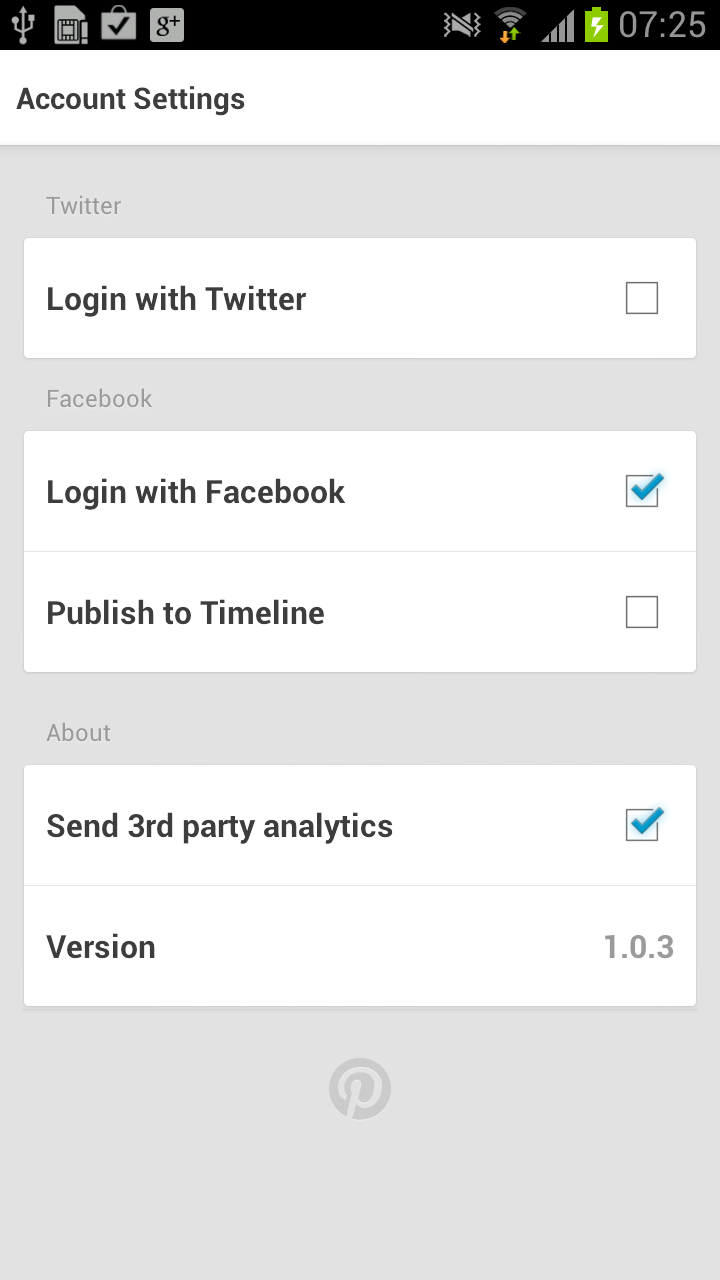 g+ 07:25
Account Settings
Twitter
Login with Twitter
Facebook
Login with Facebook
Publish to Timeline
About
Send 3rd party analytics
Version 1.0.3